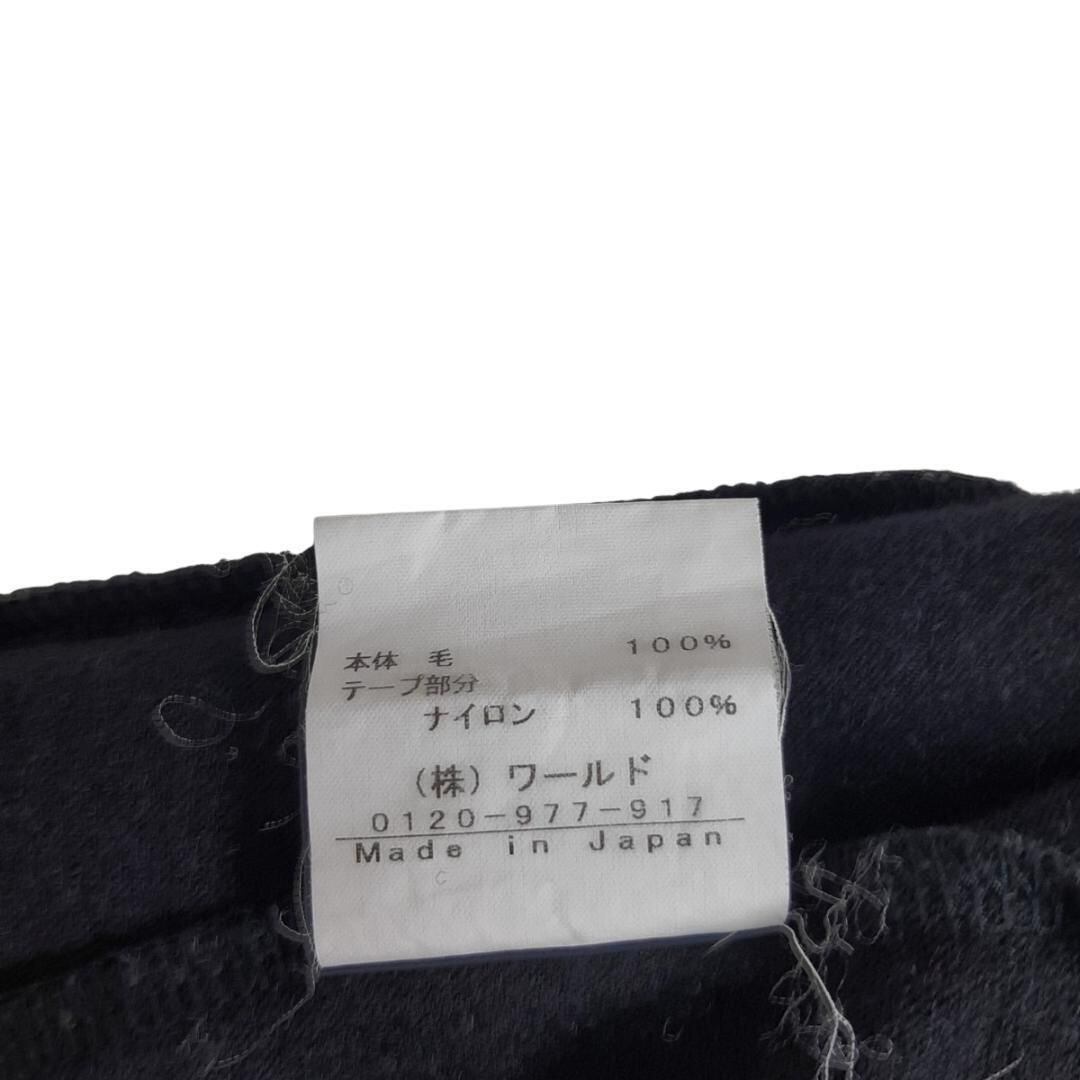 本体　毛　100%
テープ部分
ナイロン　100%
（株）ワールド
0120-977-917
Made in Japan
C